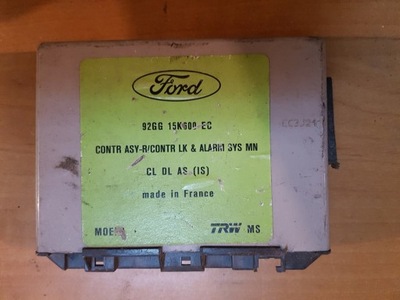 Ford
92GG 15K600 EC
CONTR ASY-R/CONTR LK & ALARM SYS MN
CL DL AS (IS)
made in France
TRW MS